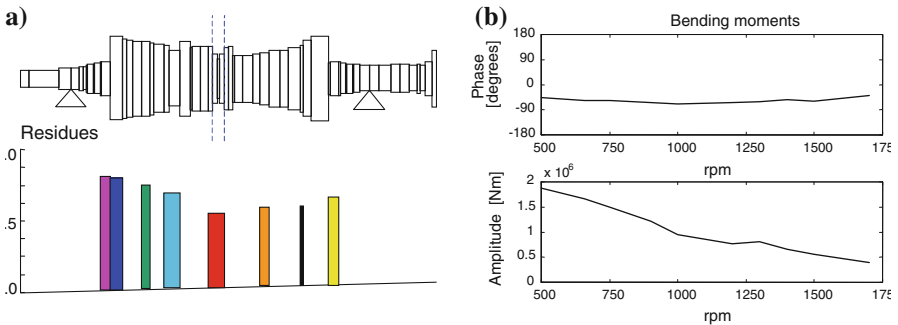 a)
Residues
.0
.5
.0
(b)
Bending moments
Phase
[degrees]
180
90
0
-90
-180
500 750 1000 1250 1500 175
rpm
x 10^6
Amplitude [Nm]
2
1.5
1
0.5
0
500 750 1000 1250 1500 175
rpm